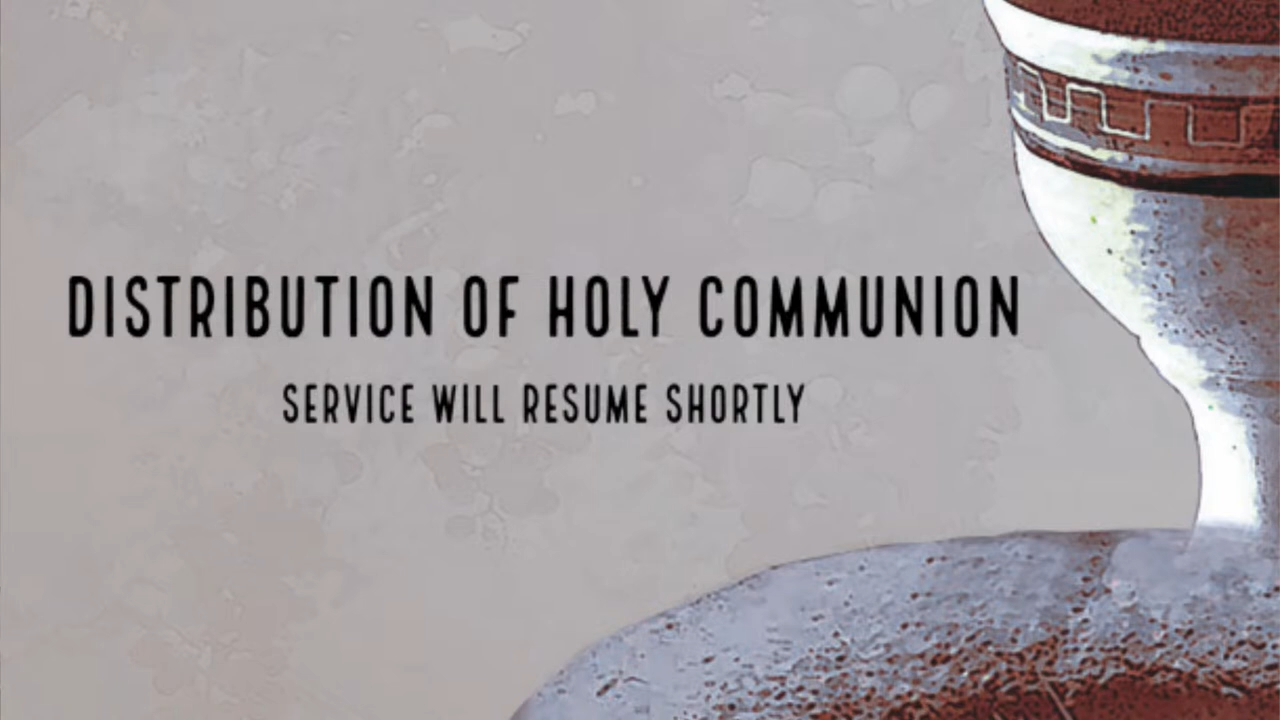 DISTRIBUTION OF HOLY COMMUNION
SERVICE WILL RESUME SHORTLY